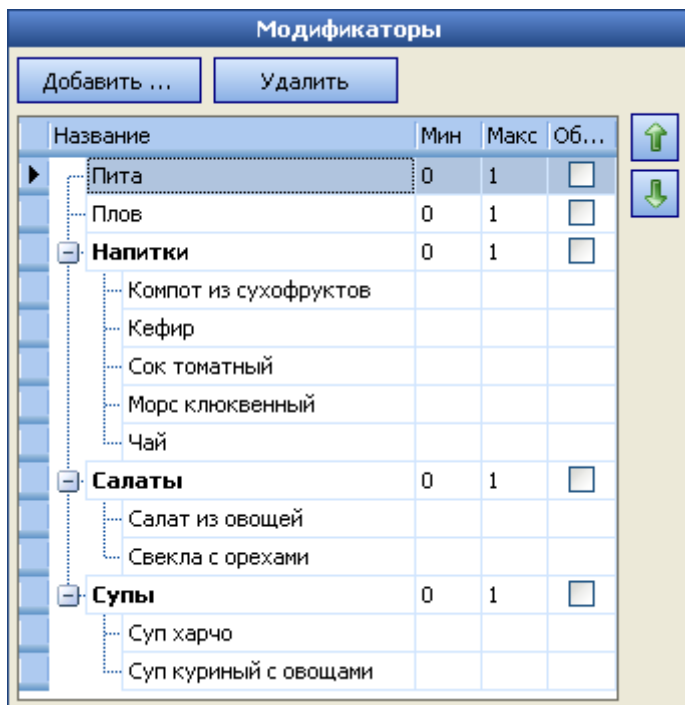 Модификаторы
Добавить ... Удалить
Название Мин Макс Об...
Пита 0 1
Плов 0 1
Напитки 0 1
Компот из сухофруктов
Кефир
Сок томатный
Морс клюквенный
Чай
Салаты 0 1
Салат из овощей
Свекла с орехами
Супы 0 1
Суп харчо
Суп куриный с овощами